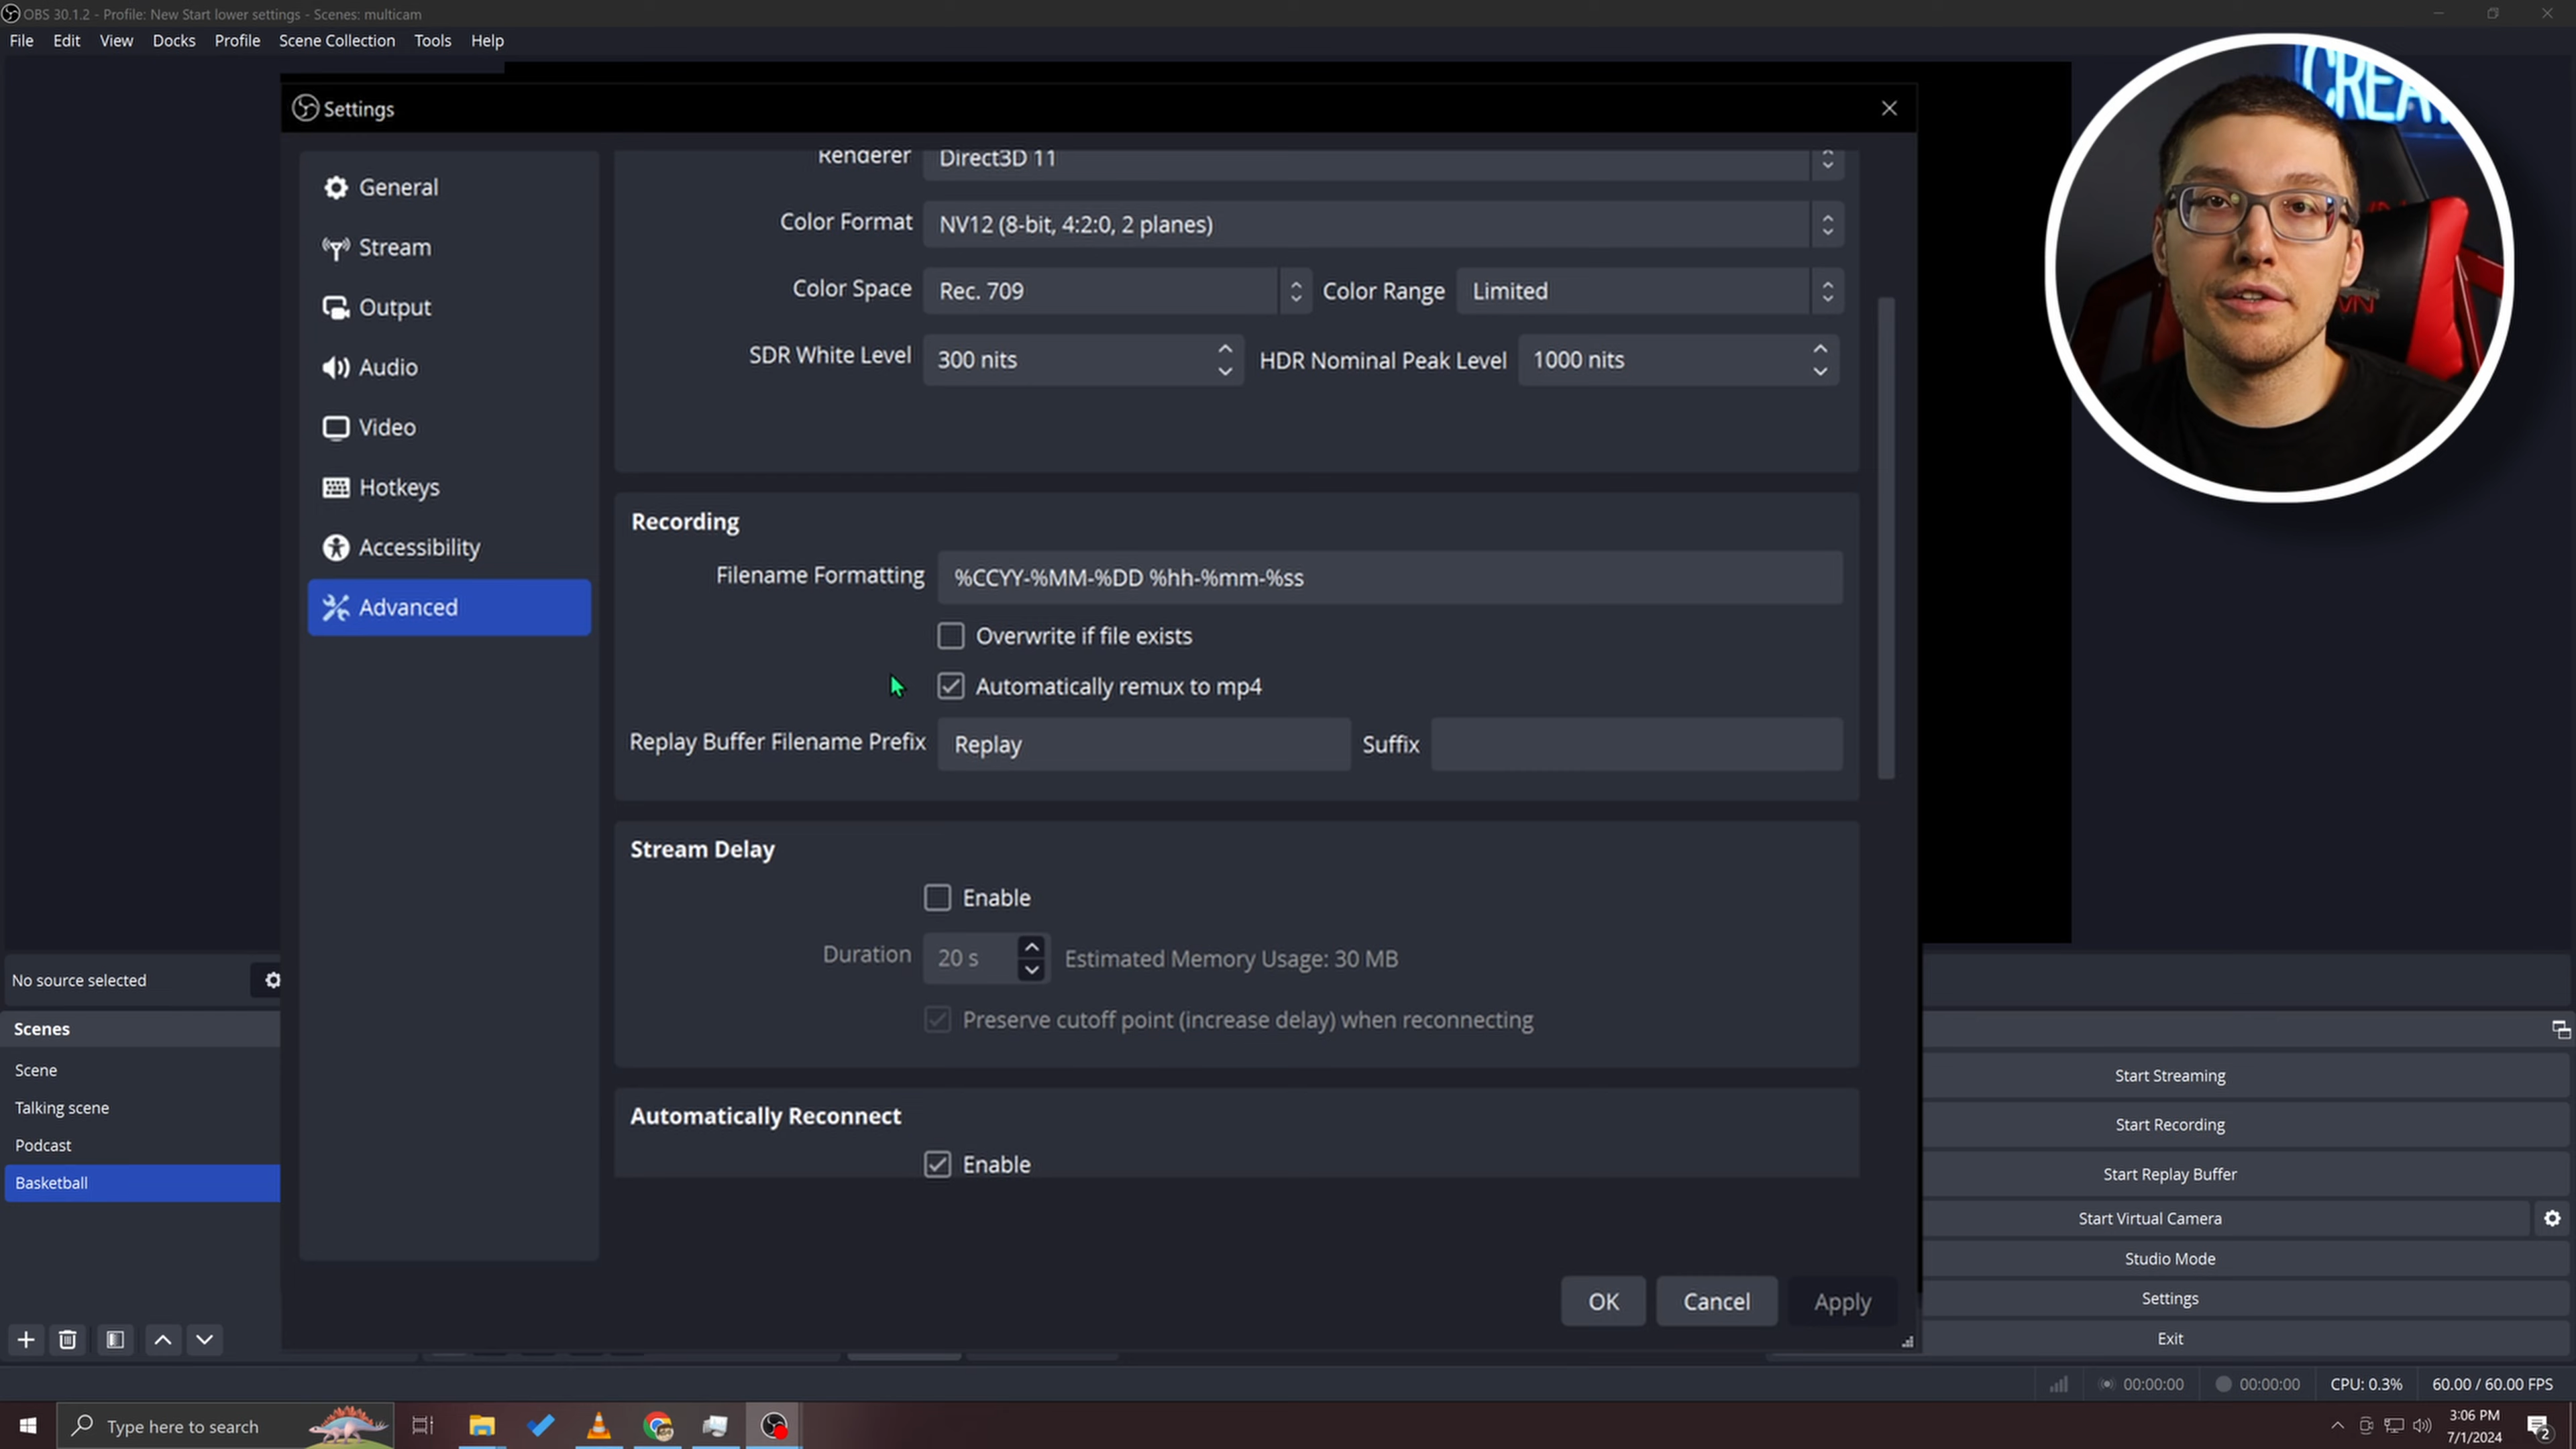 OBS 30.1.2 - Profile: New Start lower settings - Scenes: multicam
File Edit View Docks Profile Scene Collection Tools Help
CREA
Settings
General
Stream
Output
Audio
Video
Hotkeys
Accessibility
Advanced
Renderer Direct3D 11
Color Format NV12 (8-bit, 4:2:0, 2 planes)
Color Space Rec. 709 Color Range Limited
SDR White Level 300 nits HDR Nominal Peak Level 1000 nits
Recording
Filename Formatting %CCYY-%MM-%DD %hh-%mm-%ss
Overwrite if file exists
Automatically remux to mp4
Replay Buffer Filename Prefix Replay Suffix
Stream Delay
Enable
Duration 20 s Estimated Memory Usage: 30 MB
Preserve cutoff point (increase delay) when reconnecting
Automatically Reconnect
Enable
OK Cancel Apply
No source selected
Scenes
Scene
Talking scene
Podcast
Basketball
Start Streaming
Start Recording
Start Replay Buffer
Start Virtual Camera
Studio Mode
Settings
Exit
00:00:00 00:00:00 CPU: 0.3% 60.00 / 60.00 FPS
Type here to search
3:06 PM
7/1/2024
2